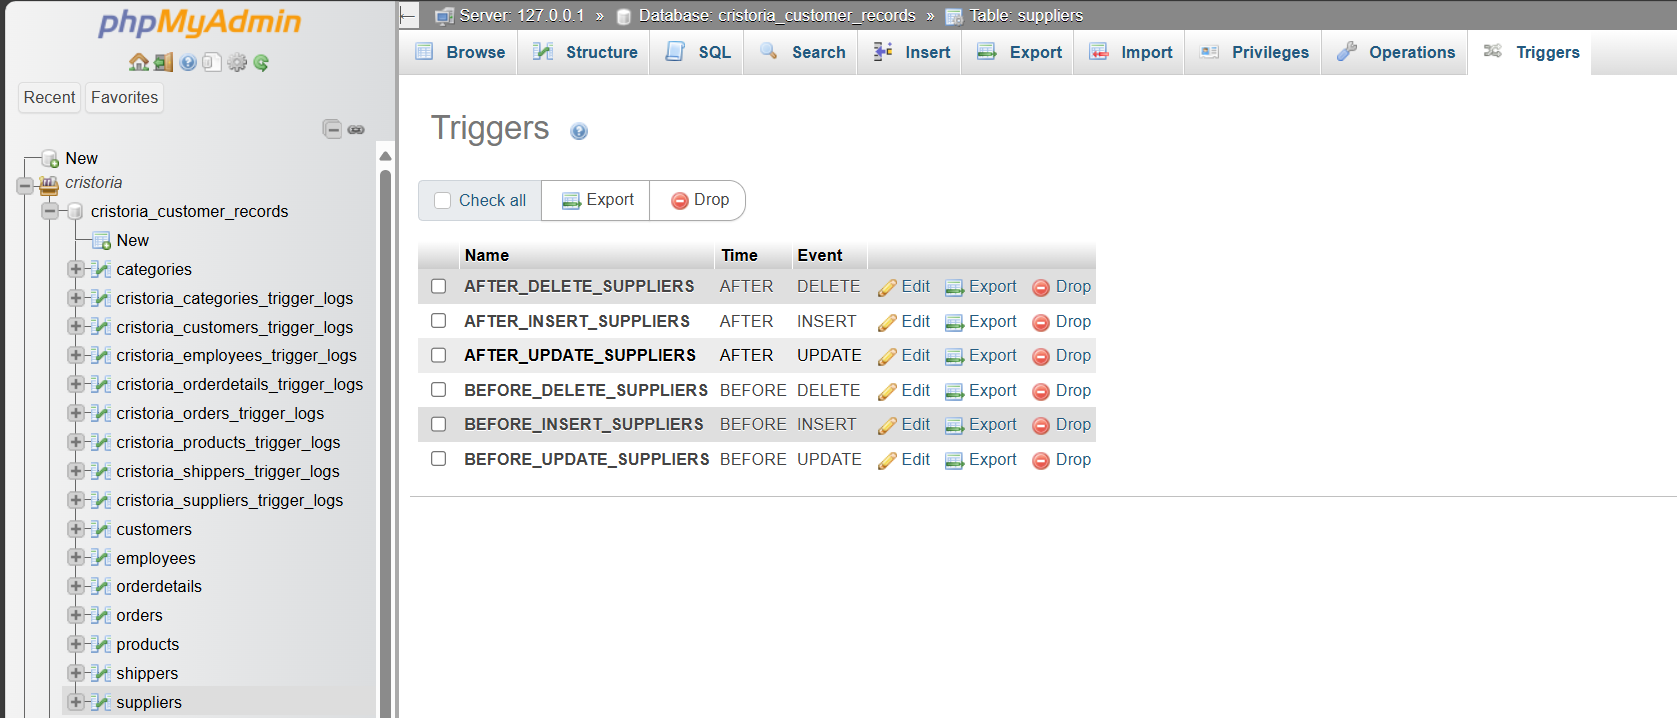 phpMyAdmin
Recent Favorites
New
cristoria
cristoria_customer_records
New
categories
cristoria_categories_trigger_logs
cristoria_customers_trigger_logs
cristoria_employees_trigger_logs
cristoria_orderdetails_trigger_logs
cristoria_orders_trigger_logs
cristoria_products_trigger_logs
cristoria_shippers_trigger_logs
cristoria_suppliers_trigger_logs
customers
employees
orderdetails
orders
products
shippers
suppliers
Server: 127.0.0.1 » Database: cristoria_customer_records » Table: suppliers
Browse Structure SQL Search Insert Export Import Privileges Operations Triggers
Triggers
Check all Export Drop
Name Time Event
AFTER_DELETE_SUPPLIERS AFTER DELETE Edit Export Drop
AFTER_INSERT_SUPPLIERS AFTER INSERT Edit Export Drop
AFTER_UPDATE_SUPPLIERS AFTER UPDATE Edit Export Drop
BEFORE_DELETE_SUPPLIERS BEFORE DELETE Edit Export Drop
BEFORE_INSERT_SUPPLIERS BEFORE INSERT Edit Export Drop
BEFORE_UPDATE_SUPPLIERS BEFORE UPDATE Edit Export Drop